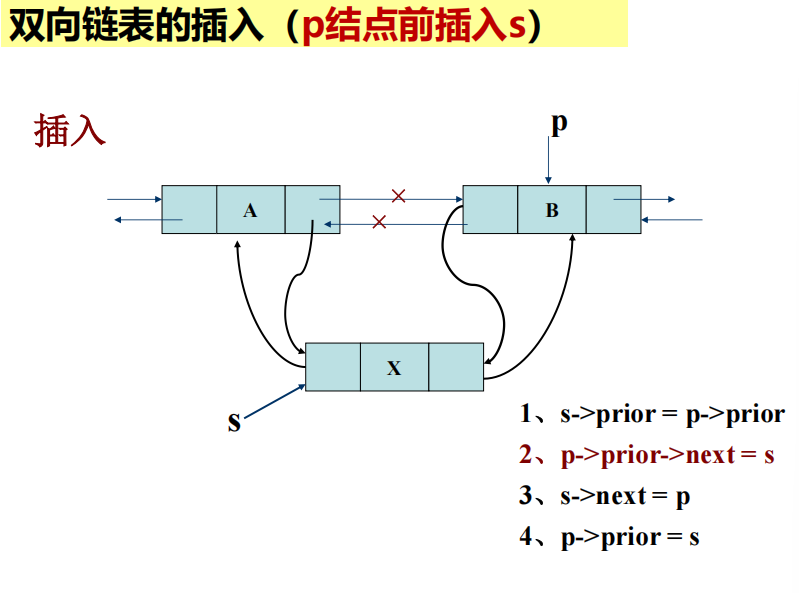 双向链表的插入（p结点前插入s）
插入
p
A
B
X
s
1、s->prior = p->prior
2、p->prior->next = s
3、s->next = p
4、p->prior = s